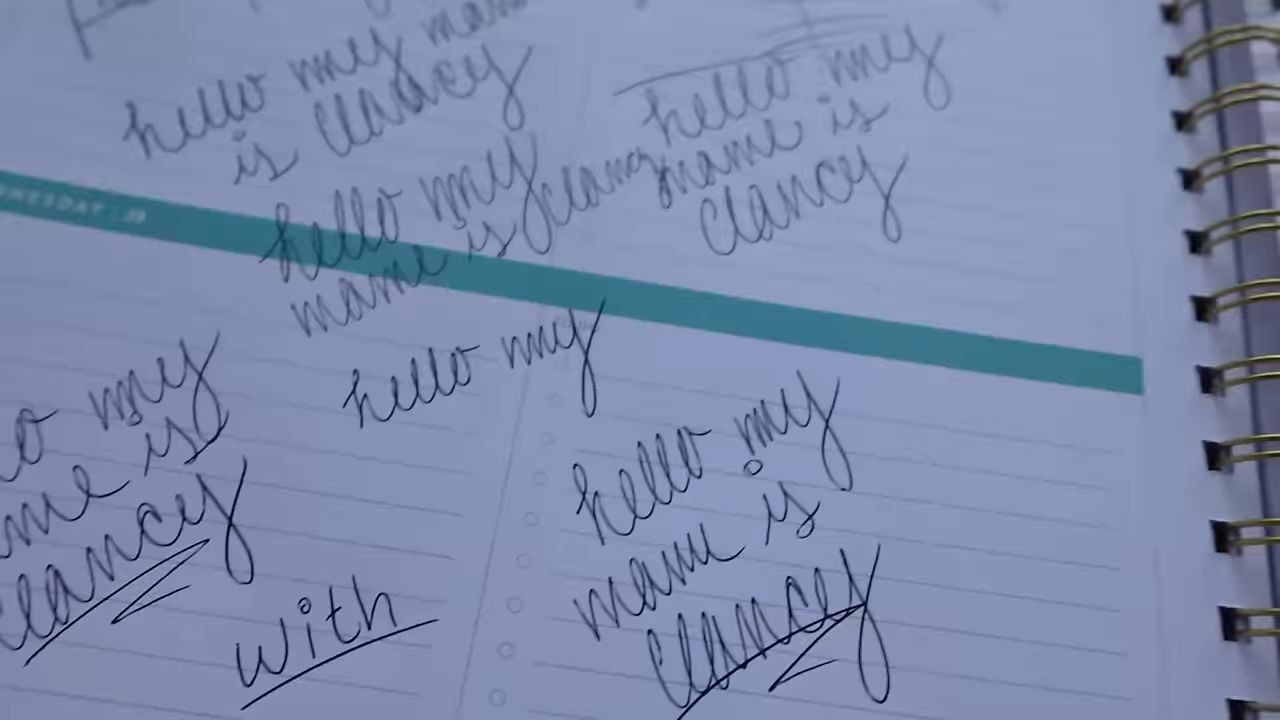 hello my name
is clancy
hello my
name is
clancy
hello my
name is clancy
NESDAY
hello my
my
is
clancy
hello my
name is
clancy
with